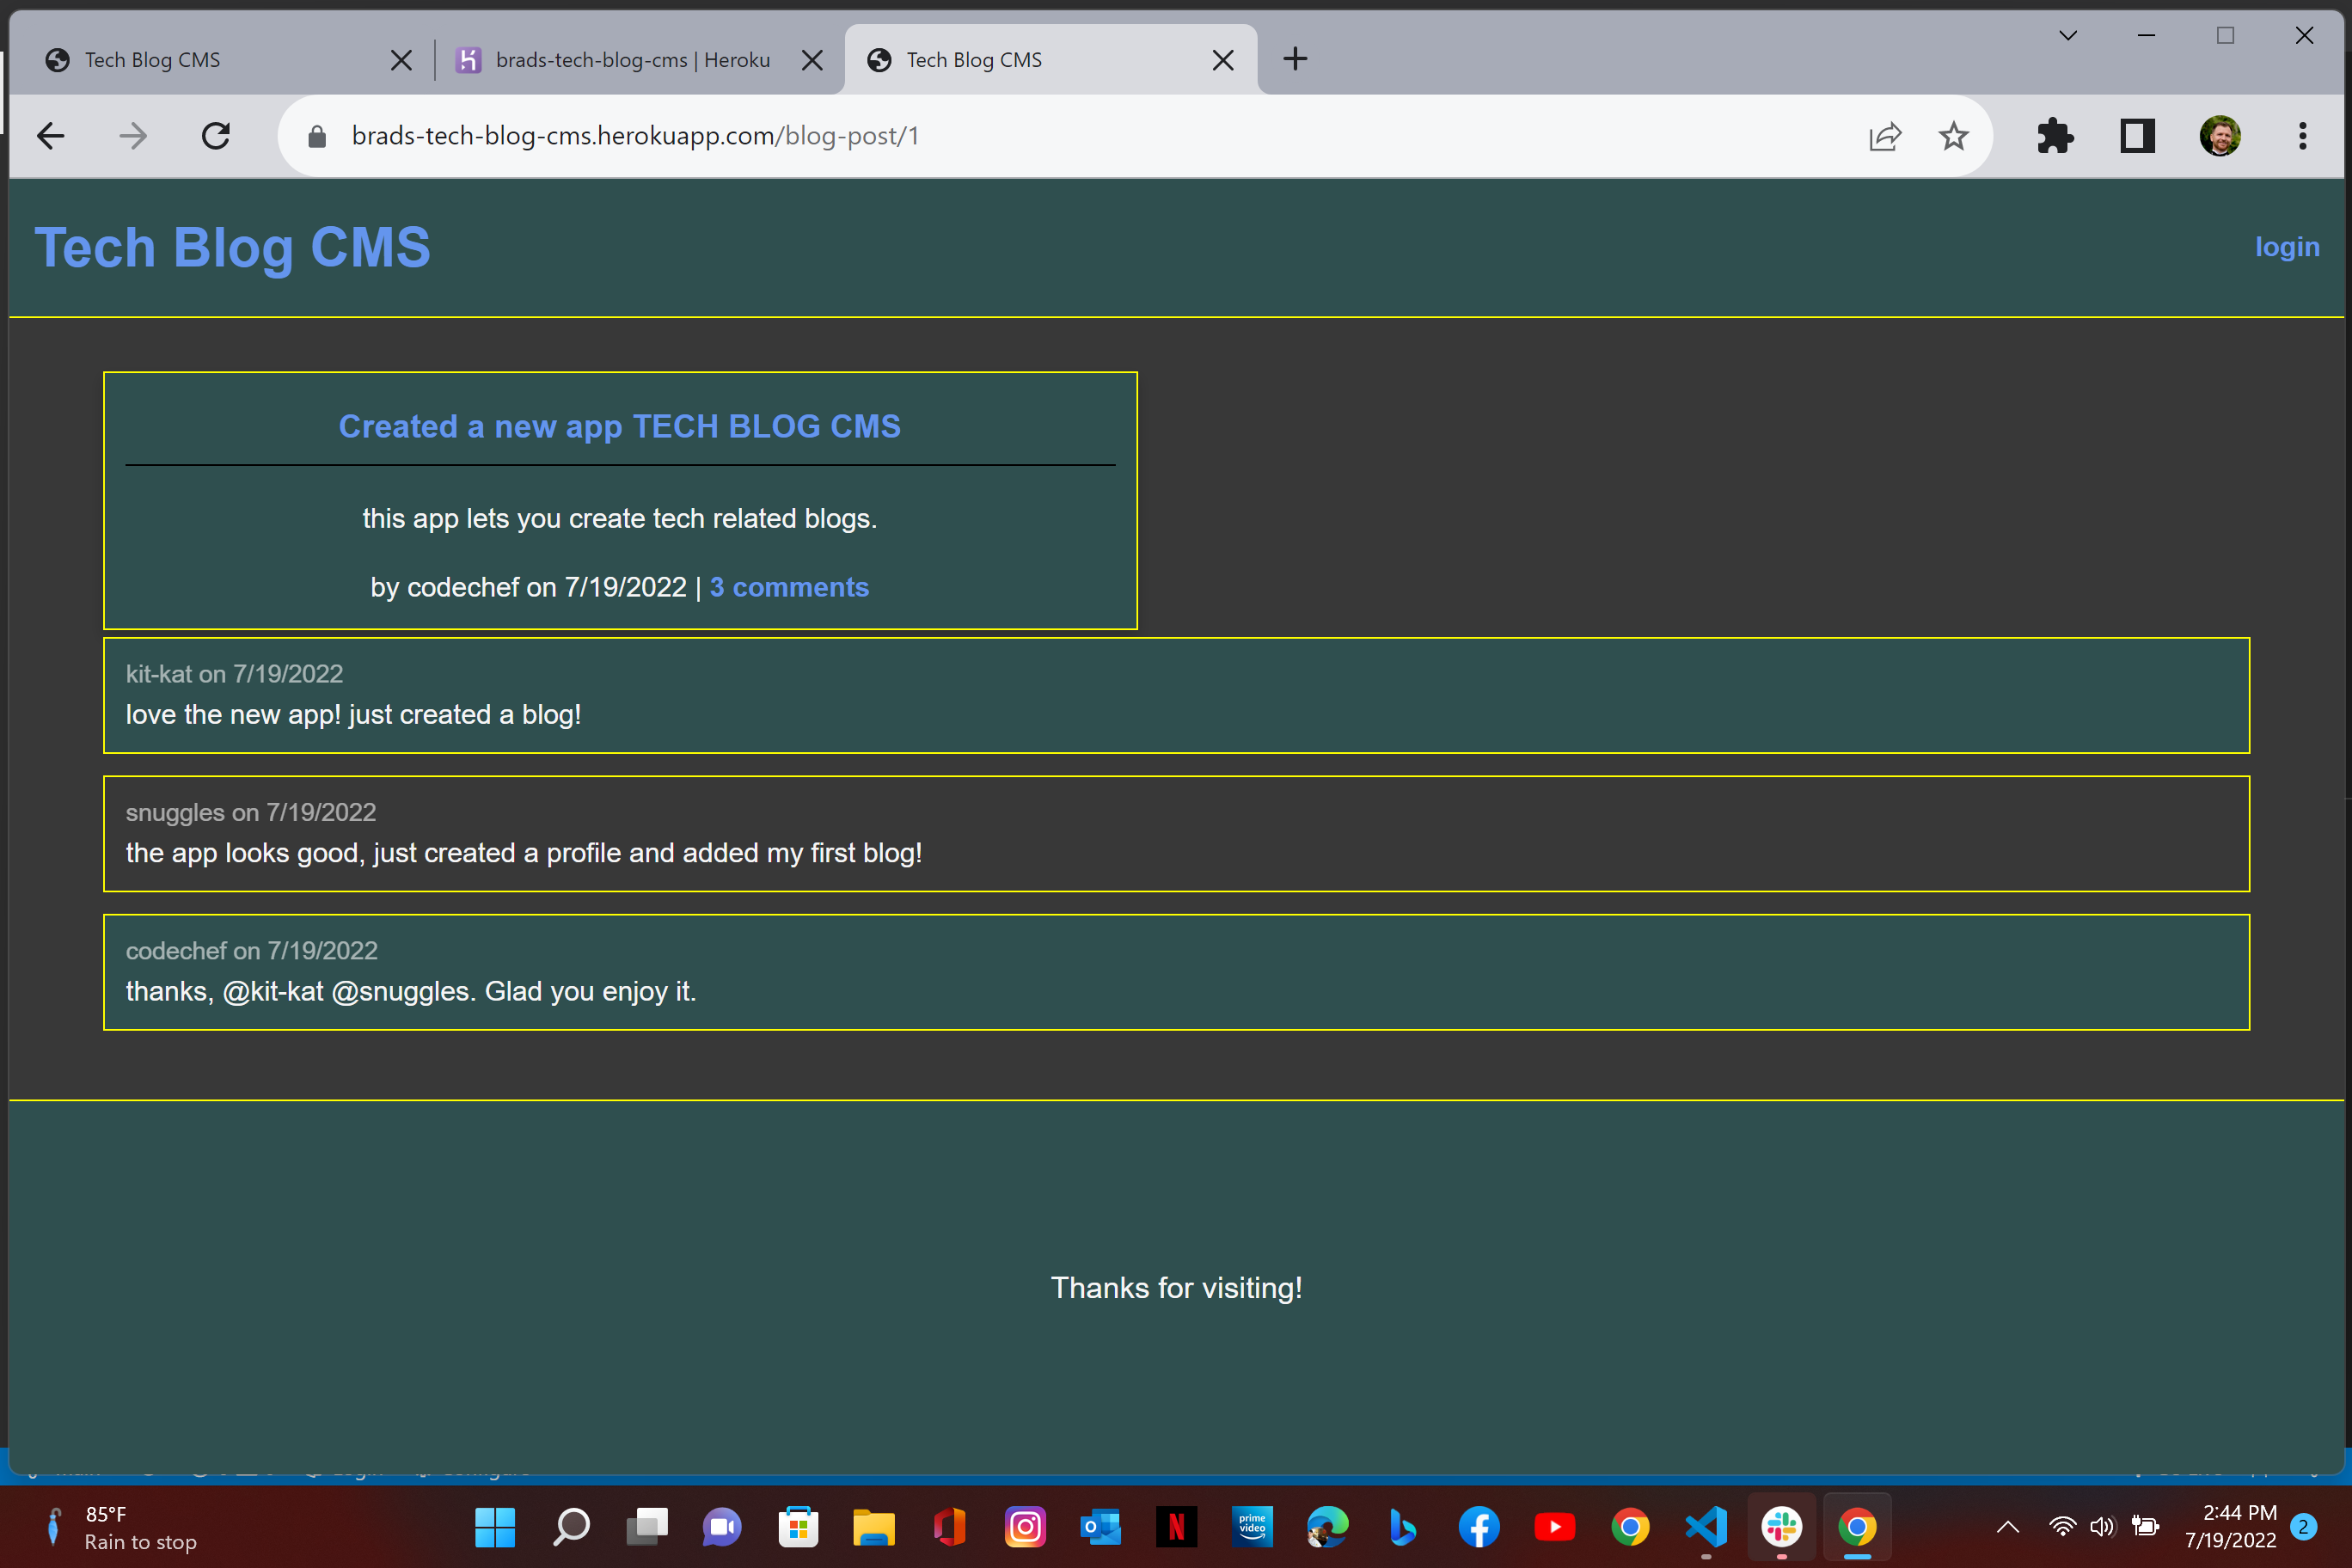 Tech Blog CMS
brads-tech-blog-cms | Heroku
Tech Blog CMS
brads-tech-blog-cms.herokuapp.com/blog-post/1
Tech Blog CMS
login
Created a new app TECH BLOG CMS
this app lets you create tech related blogs.
by codechef on 7/19/2022 | 3 comments
kit-kat on 7/19/2022
love the new app! just created a blog!
snuggles on 7/19/2022
the app looks good, just created a profile and added my first blog!
codechef on 7/19/2022
thanks, @kit-kat @snuggles. Glad you enjoy it.
Thanks for visiting!
85°F
Rain to stop
prime
video
2:44 PM
7/19/2022
2